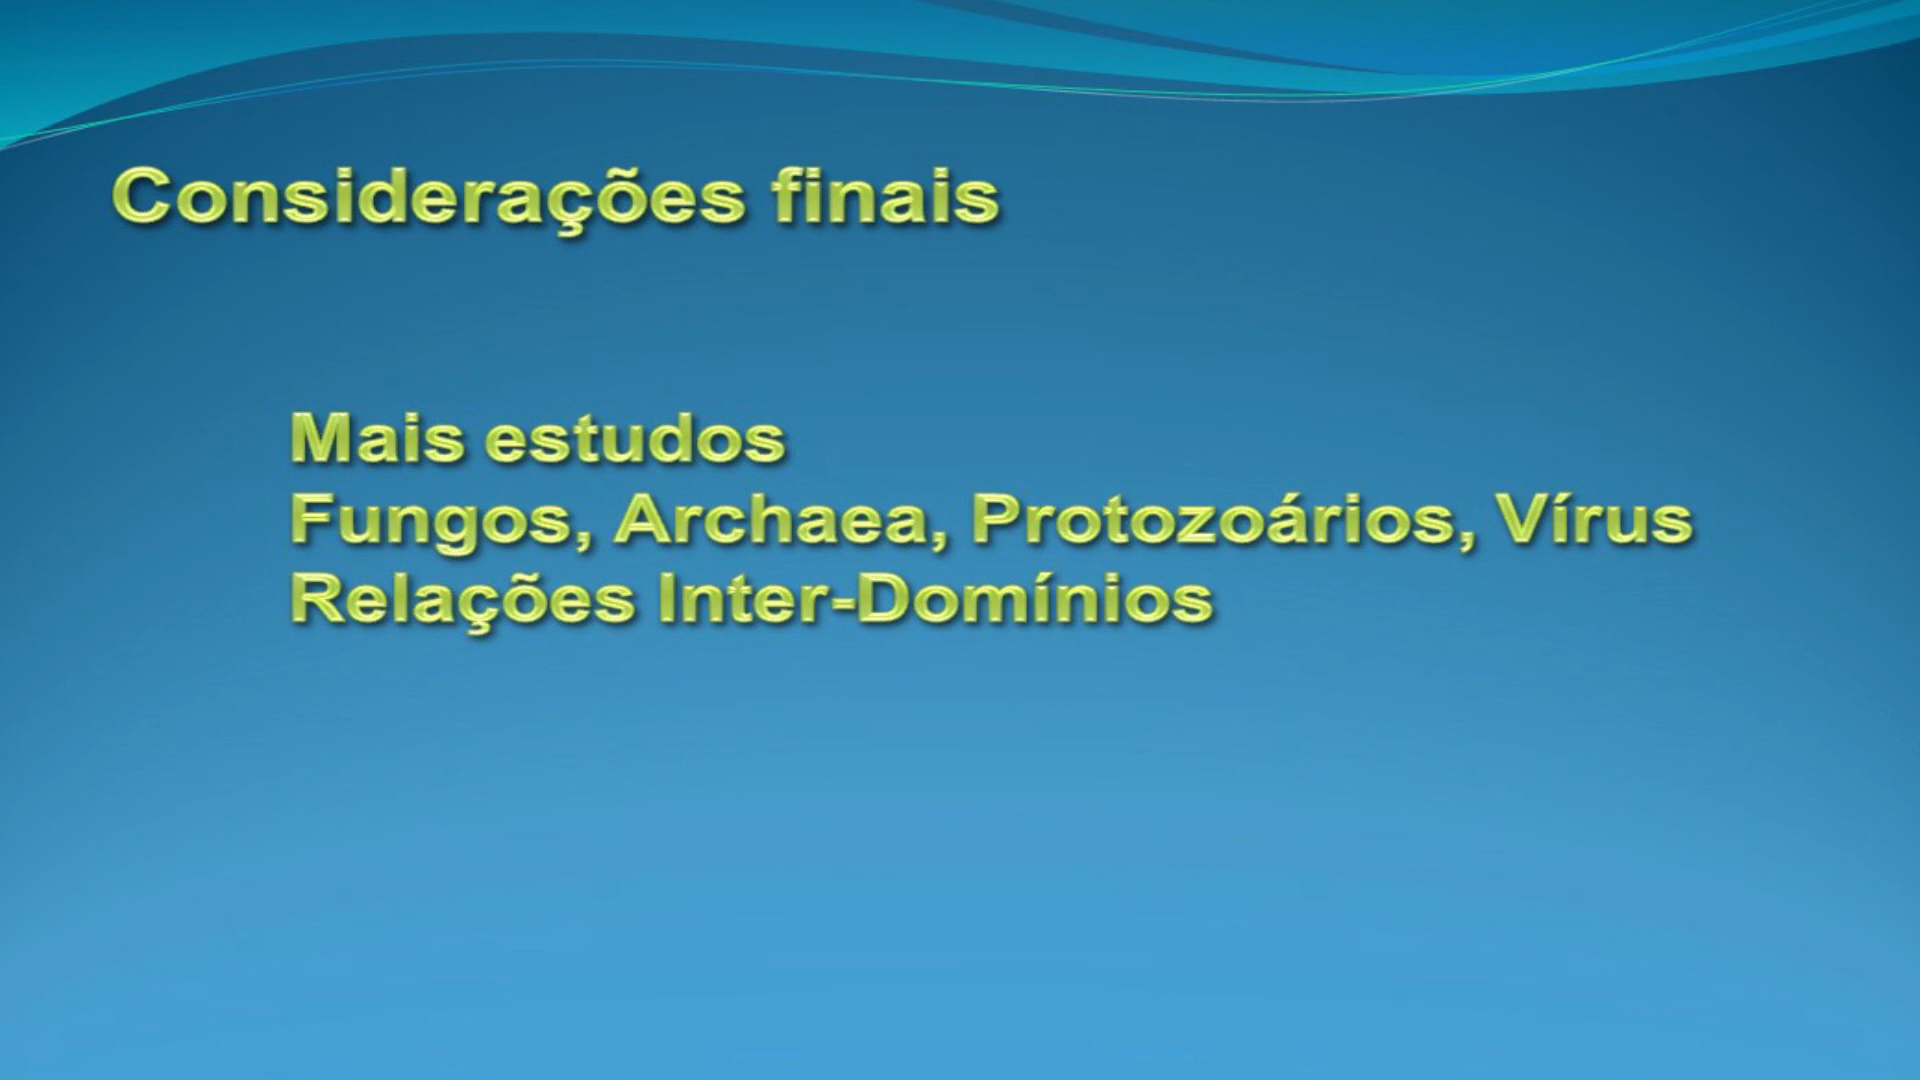 Considerações finais
Mais estudos
Fungos, Archaea, Protozoários, Vírus
Relações Inter-Domínios